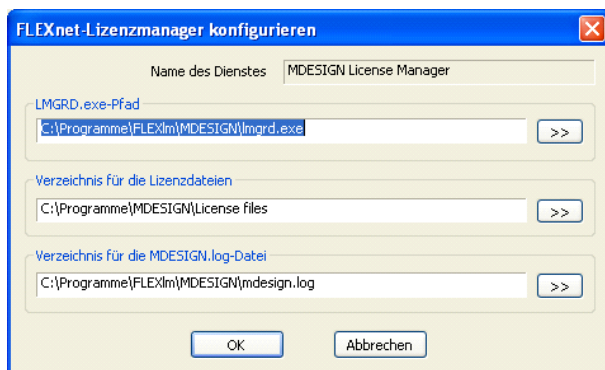 FLEXnet-Lizenzmanager konfigurieren
Name des Dienstes MDESIGN License Manager
LMGRD.exe-Pfad
C:\Programme\FLEXlm\MDESIGN\lmgrd.exe >>
Verzeichnis für die Lizenzdateien
C:\Programme\MDESIGN\License files >>
Verzeichnis für die MDESIGN.log-Datei
C:\Programme\FLEXlm\MDESIGN\mdesign.log >>
OK Abbrechen